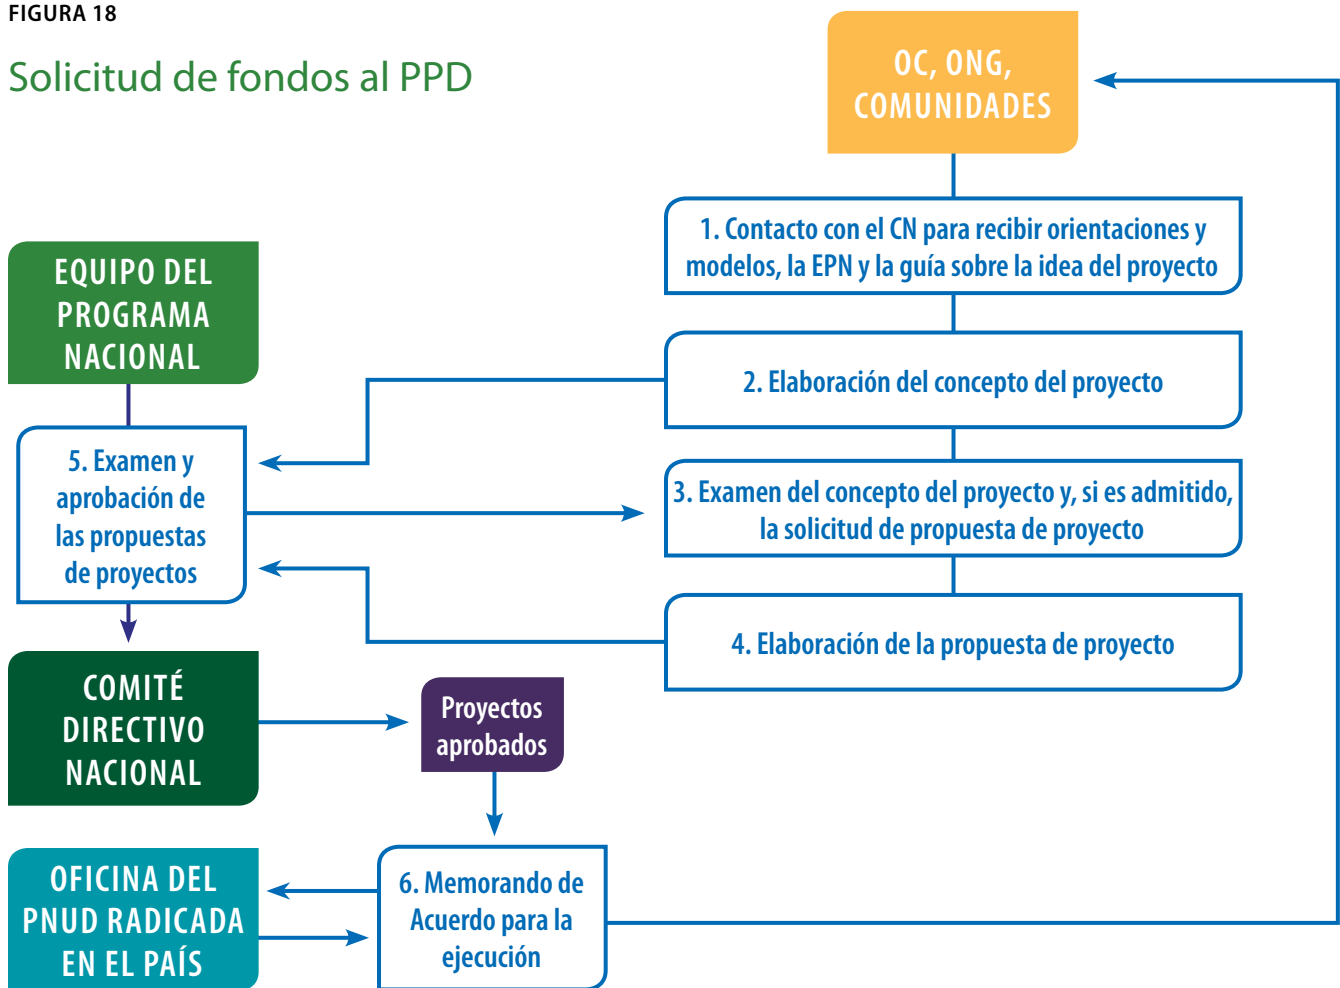 FIGURA 18
Solicitud de fondos al PPD
OC, ONG,
COMUNIDADES
1. Contacto con el CN para recibir orientaciones y
modelos, la EPN y la guía sobre la idea del proyecto
2. Elaboración del concepto del proyecto
3. Examen del concepto del proyecto y, si es admitido,
la solicitud de propuesta de proyecto
4. Elaboración de la propuesta de proyecto
EQUIPO DEL
PROGRAMA
NACIONAL
5. Examen y
aprobación de
las propuestas
de proyectos
COMITÉ
DIRECTIVO
NACIONAL
Proyectos
aprobados
OFICINA DEL
PNUD RADICADA
EN EL PAÍS
6. Memorando de
Acuerdo para la
ejecución